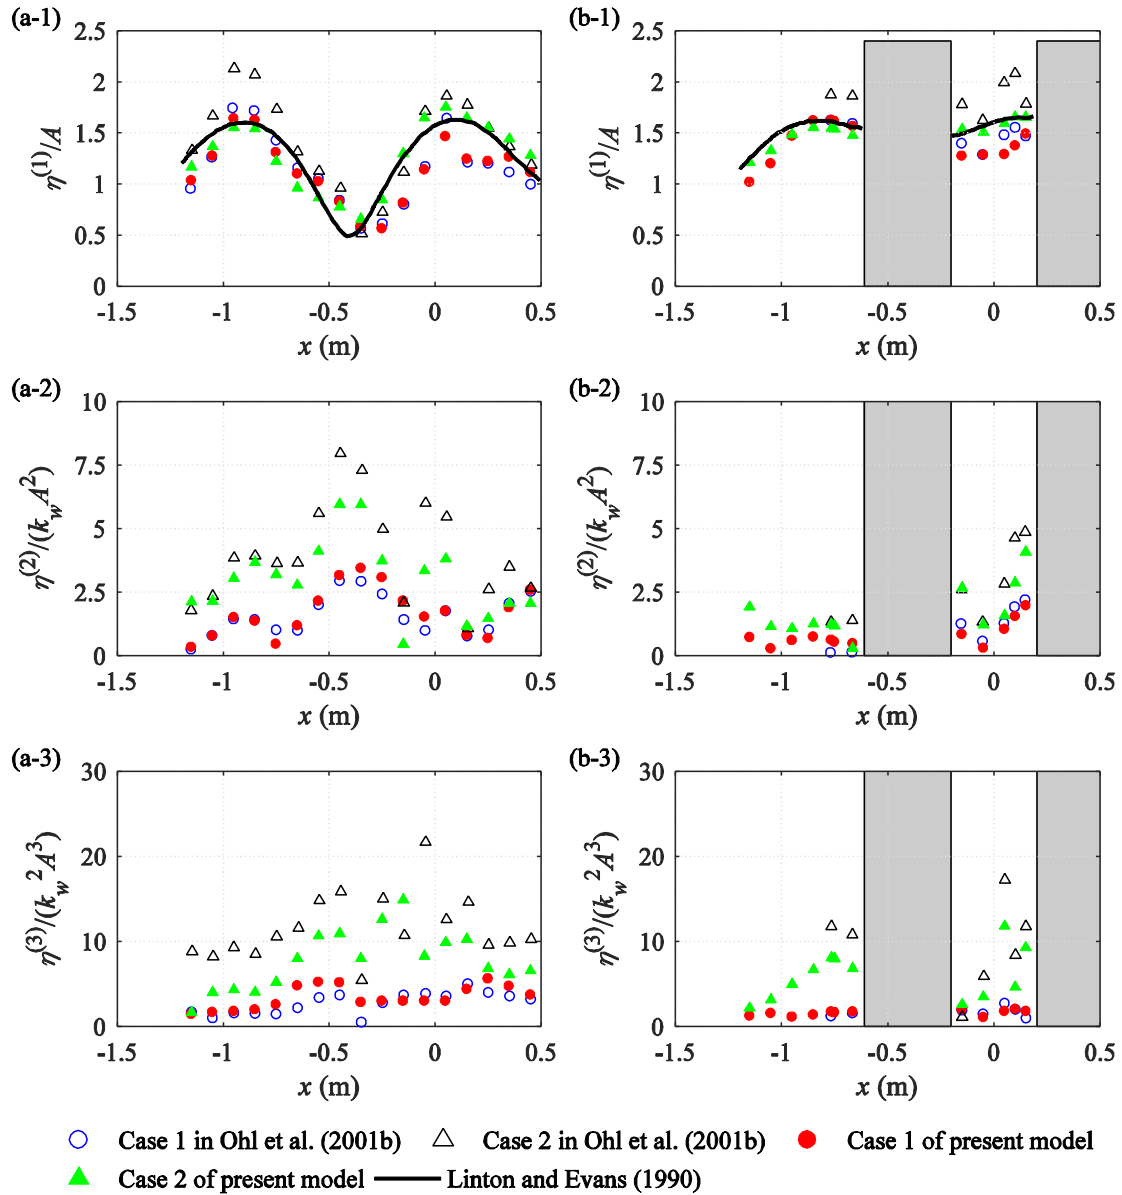 (a-1)
(b-1)
2.5
2
1.5
1
0.5
0
η(1)/A
-1.5 -1 -0.5 0 0.5
x (m)
2.5
2
1.5
1
0.5
0
η(1)/A
-1.5 -1 -0.5 0 0.5
x (m)
(a-2)
(b-2)
10
7.5
5
2.5
0
η(2)/(kwA2)
-1.5 -1 -0.5 0 0.5
x (m)
10
7.5
5
2.5
0
η(2)/(kwA2)
-1.5 -1 -0.5 0 0.5
x (m)
(a-3)
(b-3)
30
20
10
0
η(3)/(kw2A3)
-1.5 -1 -0.5 0 0.5
x (m)
30
20
10
0
η(3)/(kw2A3)
-1.5 -1 -0.5 0 0.5
x (m)
Case 1 in Ohl et al. (2001b) Case 2 in Ohl et al. (2001b) Case 1 of present model
Case 2 of present model Linton and Evans (1990)